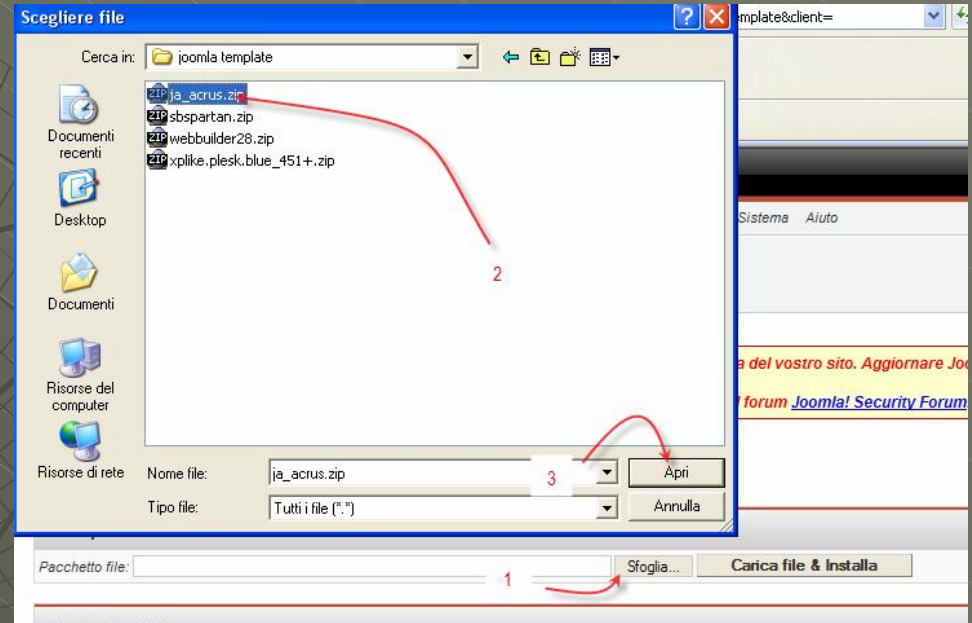 Scegliere file
mplate&client=
Cerca in: joomla template
ja_acrus.zip
sbspartan.zip
webbuilder28.zip
xplike.plesk.blue_451+.zip
Documenti
recenti
Desktop
Documenti
Risorse del
computer
Risorse di rete
2
Sistema Aiuto
a del vostro sito. Aggiornare Joo
forum Joomla! Security Forum
Nome file: ja_acrus.zip
3
Apri
Tipo file: Tutti i file (*.*)
Annulla
Pacchetto file:
1
Sfoglia...
Carica file & Installa